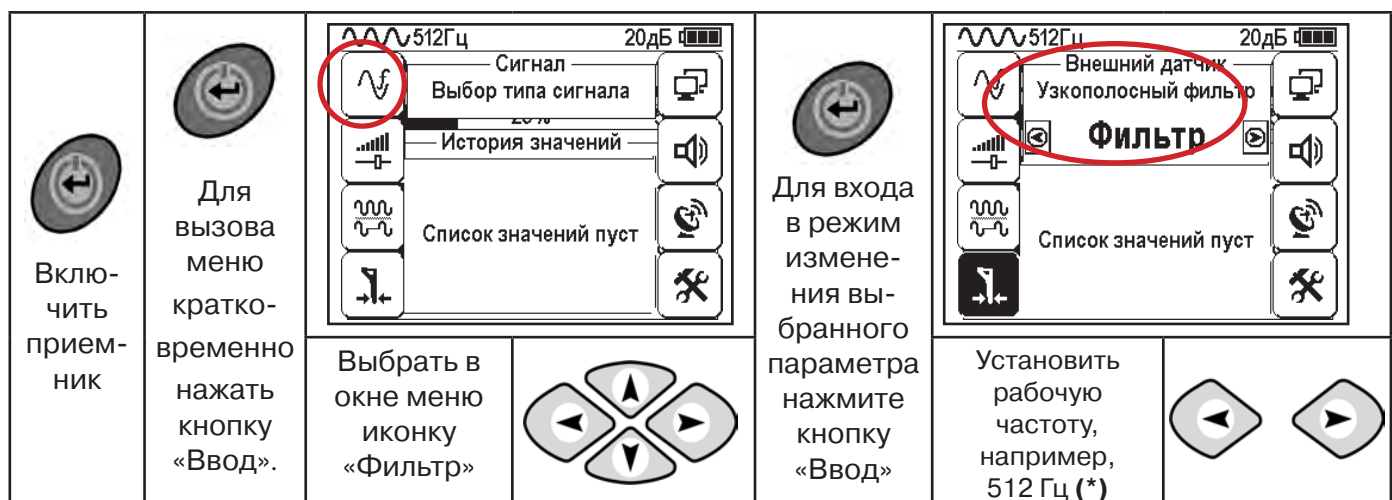 Вклю-
чить
прием-
ник
Для
вызова
меню
кратко-
временно
нажать
кнопку
«Ввод».
512Гц 20дБ
Сигнал
Выбор типа сигнала
История значений
Список значений пуст
Выбрать в
окне меню
иконку
«Фильтр»
Для входа
в режим
измене-
ния вы-
бранного
параметра
нажмите
кнопку
«Ввод»
512Гц 20дБ
Внешний датчик
Узкополосный фильтр
Фильтр
Список значений пуст
Установить
рабочую
частоту,
например,
512 Гц (*)